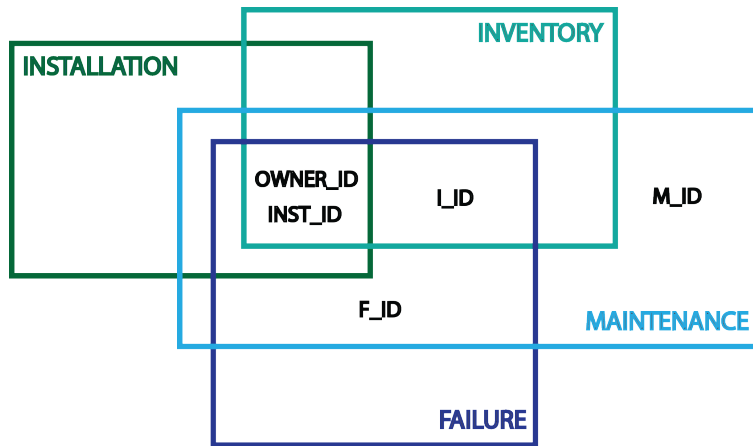 INVENTORY
INSTALLATION
OWNER_ID
INST_ID
I_ID
M_ID
F_ID
MAINTENANCE
FAILURE